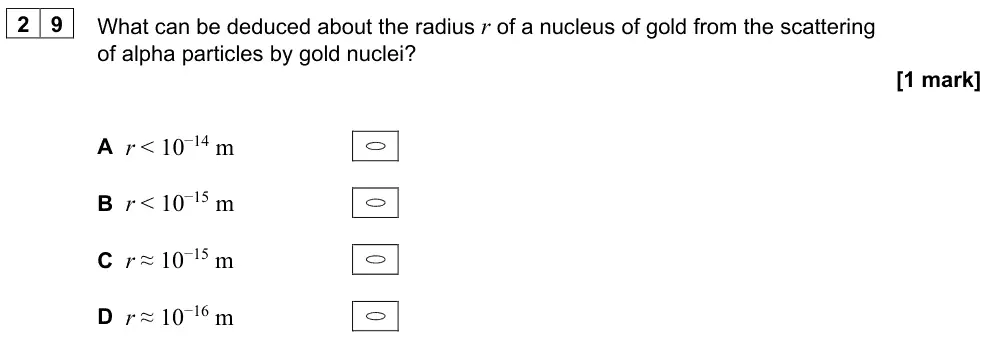 2 9 What can be deduced about the radius r of a nucleus of gold from the scattering
of alpha particles by gold nuclei?
[1 mark]
A r < 10⁻¹⁴ m
B r < 10⁻¹⁵ m
C r ≈ 10⁻¹⁵ m
D r ≈ 10⁻¹⁶ m